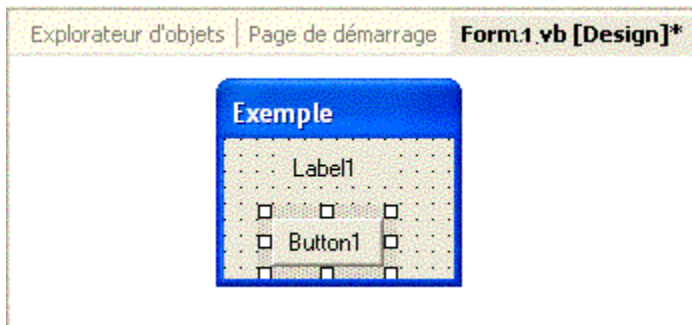 Explorateur d'objets | Page de démarrage Form1.vb [Design]*
Exemple
Label1
Button1